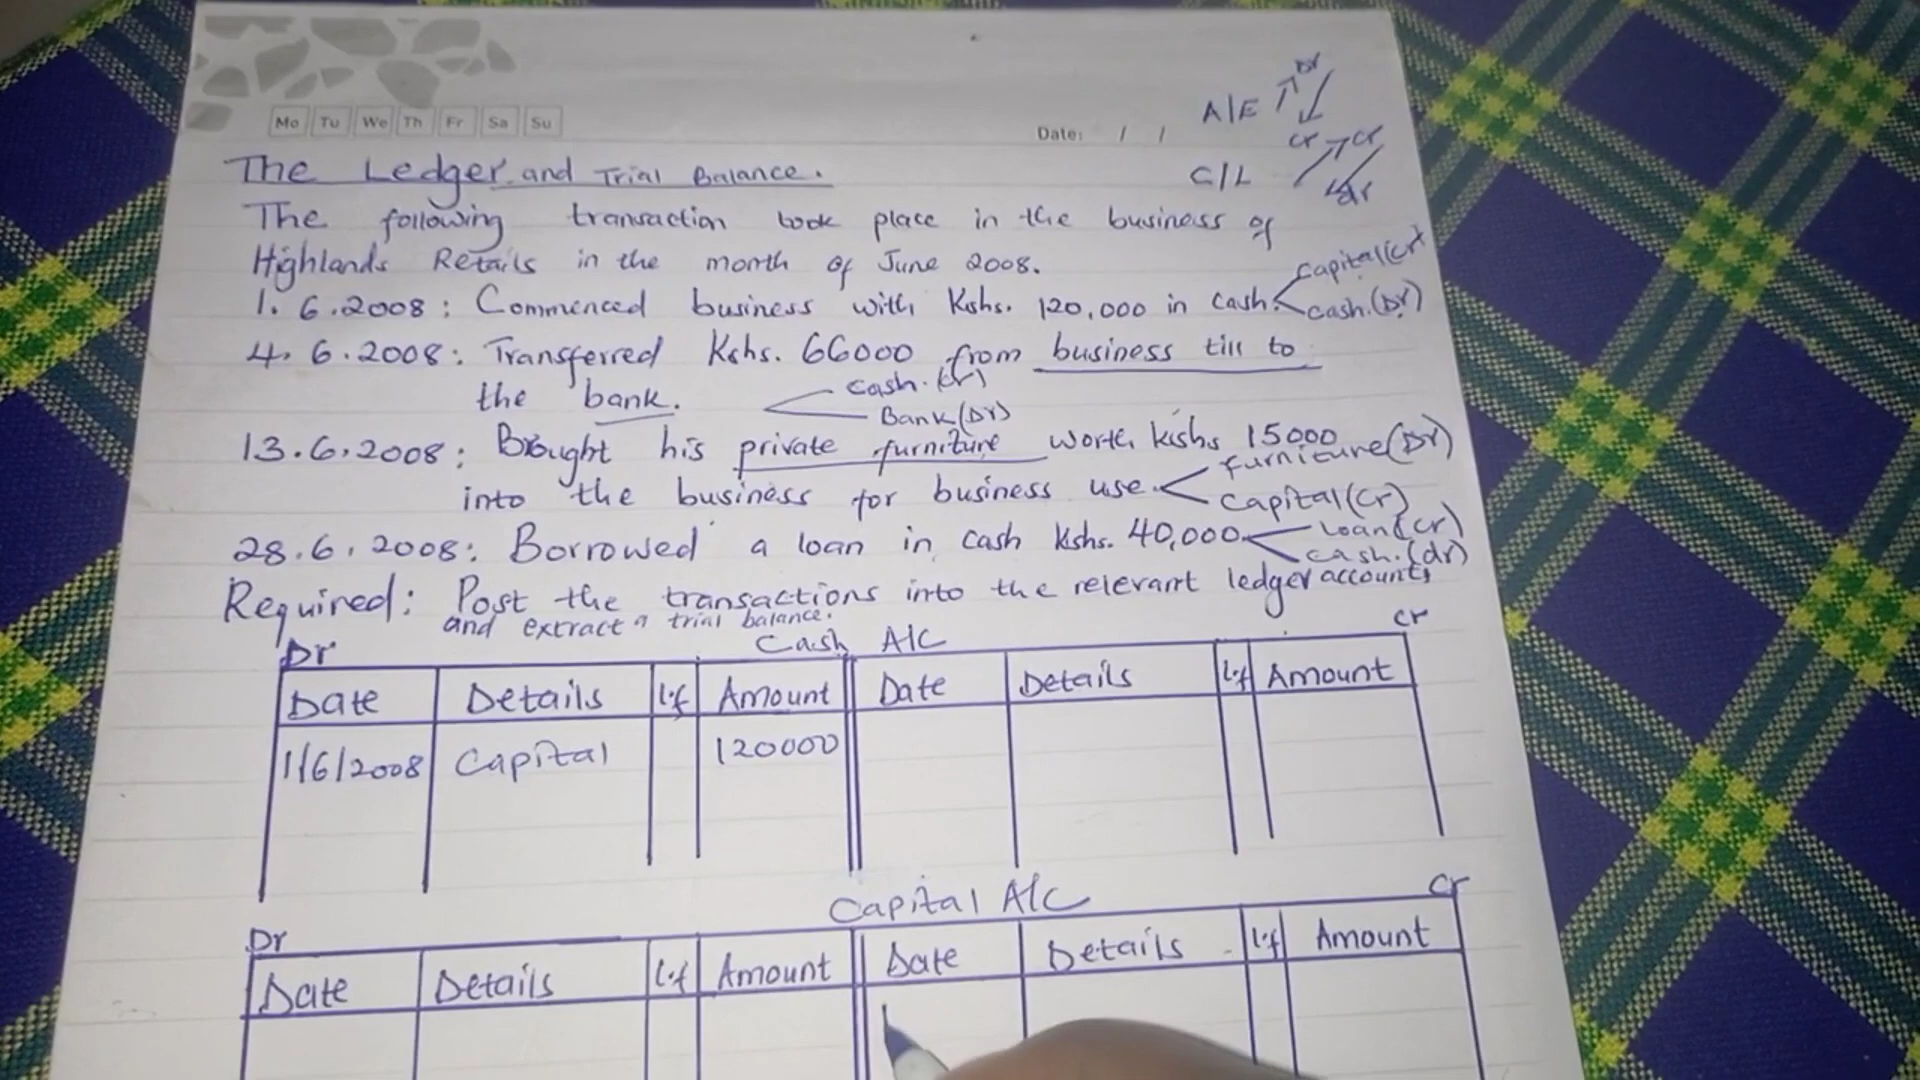 Mo Tu We Th Fr Sa Su
Date: / /
A/E Dr Cr
C/L Cr dr
The Ledger and Trial Balance.
The following transaction took place in the business of
Highlands Retails in the month of June 2008.
1. 6.2008: Commenced business with Kshs. 120,000 in cash. Capital(Cr) cash.(Dr)
4. 6.2008: Transferred Kshs. 66000 from business till to
the bank. cash.(cr) Bank(Dr)
13.6.2008: Brought his private furniture worth kshs 15000
into the business for business use. furniture(Dr) Capital(Cr)
28.6.2008: Borrowed a loan in cash kshs. 40,000. Loan(cr) cash.(dr)
Required: Post the transactions into the relevant ledger accounts
and extract a trial balance.
Dr Cash A/C cr
Date Details l.f Amount Date Details l.f Amount
1/6/2008 Capital 120000
Capital A/C
Dr Cr
Date Details l.f Amount Date Details l.f Amount